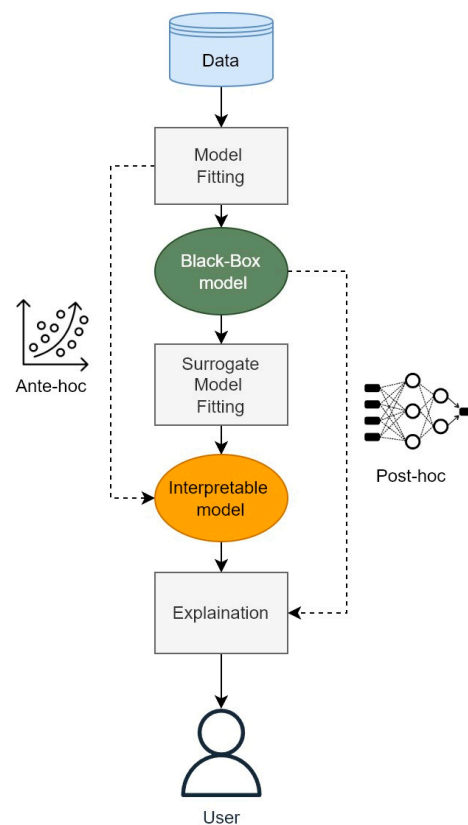 Data
Model
Fitting
Black-Box
model
Surrogate
Model
Fitting
Ante-hoc
Post-hoc
Interpretable
model
Explaination
User